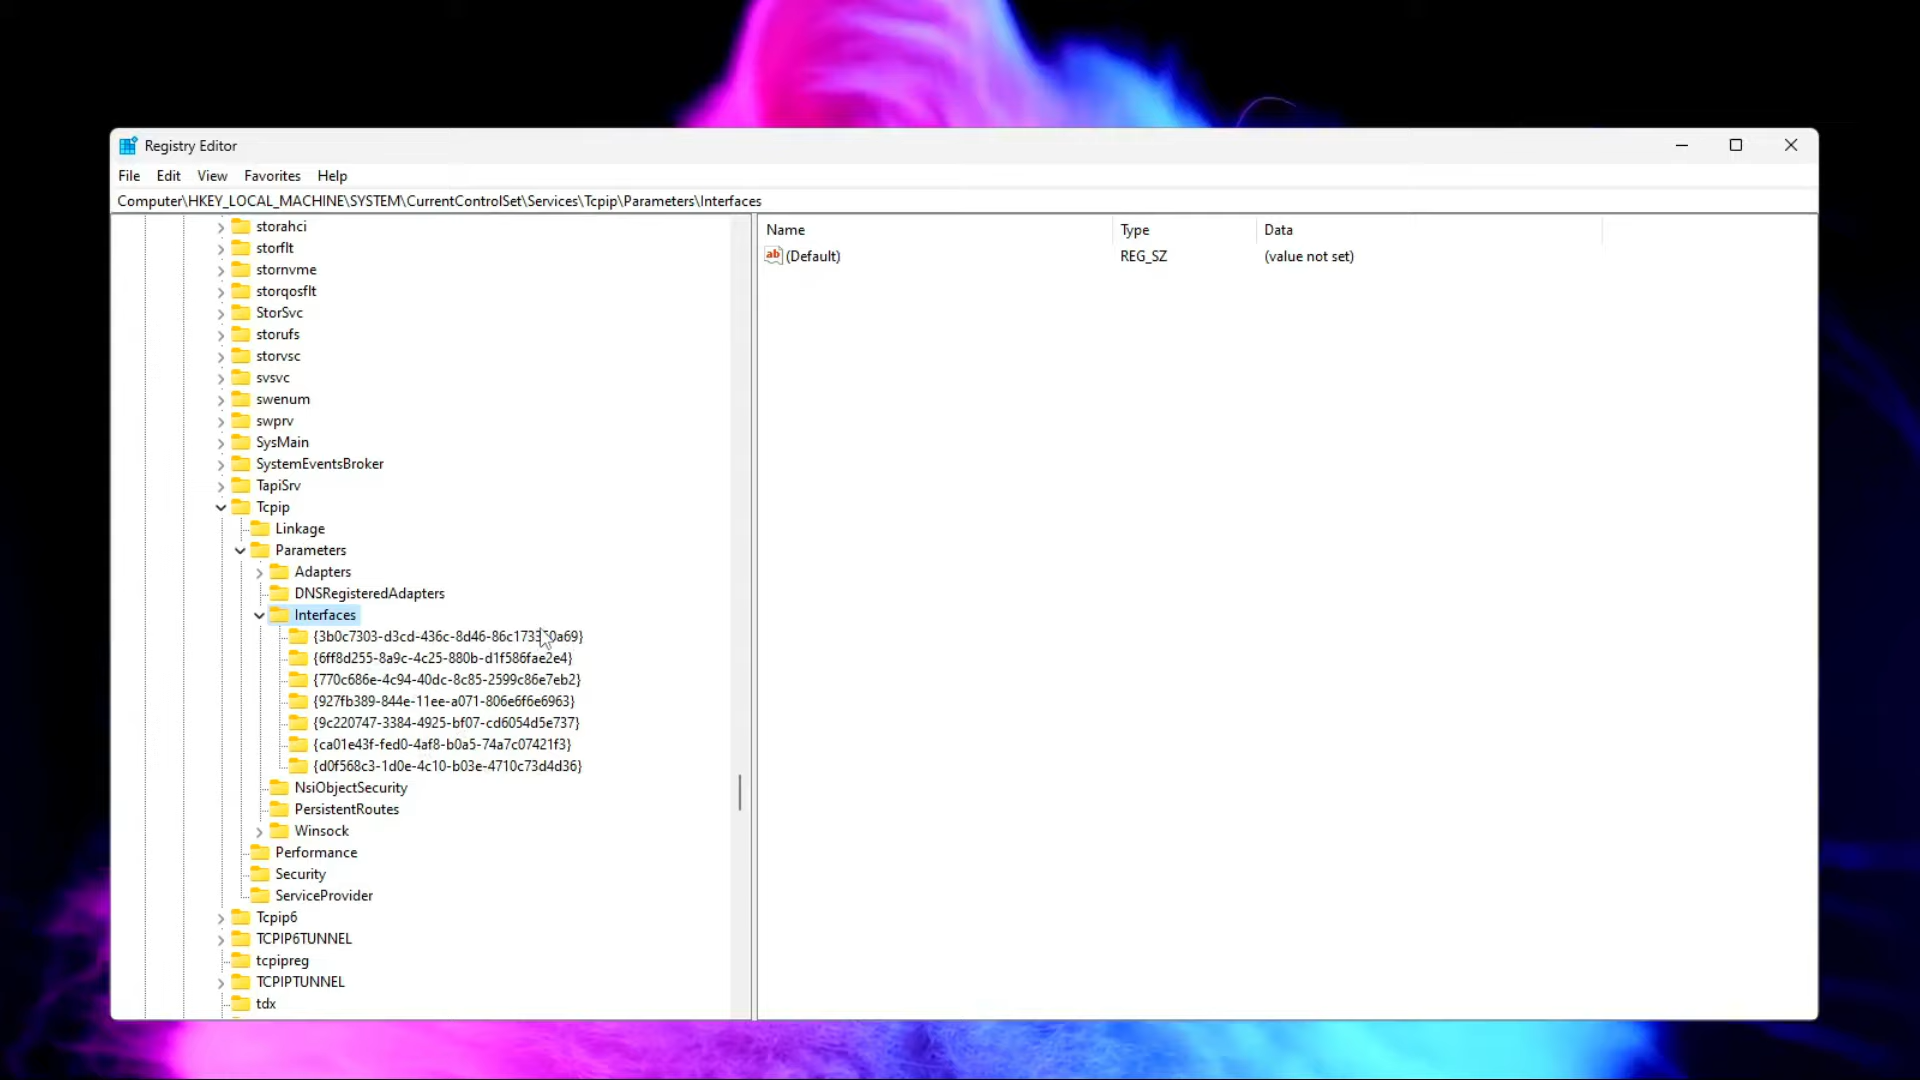 Registry Editor
File Edit View Favorites Help
Computer\HKEY_LOCAL_MACHINE\SYSTEM\CurrentControlSet\Services\Tcpip\Parameters\Interfaces
storahci
storflt
stornvme
storqosflt
StorSvc
storufs
storvsc
svsvc
swenum
swprv
SysMain
SystemEventsBroker
TapiSrv
Tcpip
Linkage
Parameters
Adapters
DNSRegisteredAdapters
Interfaces
{6ff8d255-8a9c-4c25-880b-d1f586fae2e4}
{770c686e-4c94-40dc-8c85-2599c86e7eb2}
{927fb389-844e-11ee-a071-806e6f6e6963}
{9c220747-3384-4925-bf07-cd6054d5e737}
{ca01e43f-fed0-4af8-b0a5-74a7c07421f3}
{d0f568c3-1d0e-4c10-b03e-4710c73d4d36}
NsiObjectSecurity
PersistentRoutes
Winsock
Performance
Security
ServiceProvider
Tcpip6
TCPIP6TUNNEL
tcpipreg
TCPIPTUNNEL
tdx
Name Type Data
(Default) REG_SZ (value not set)